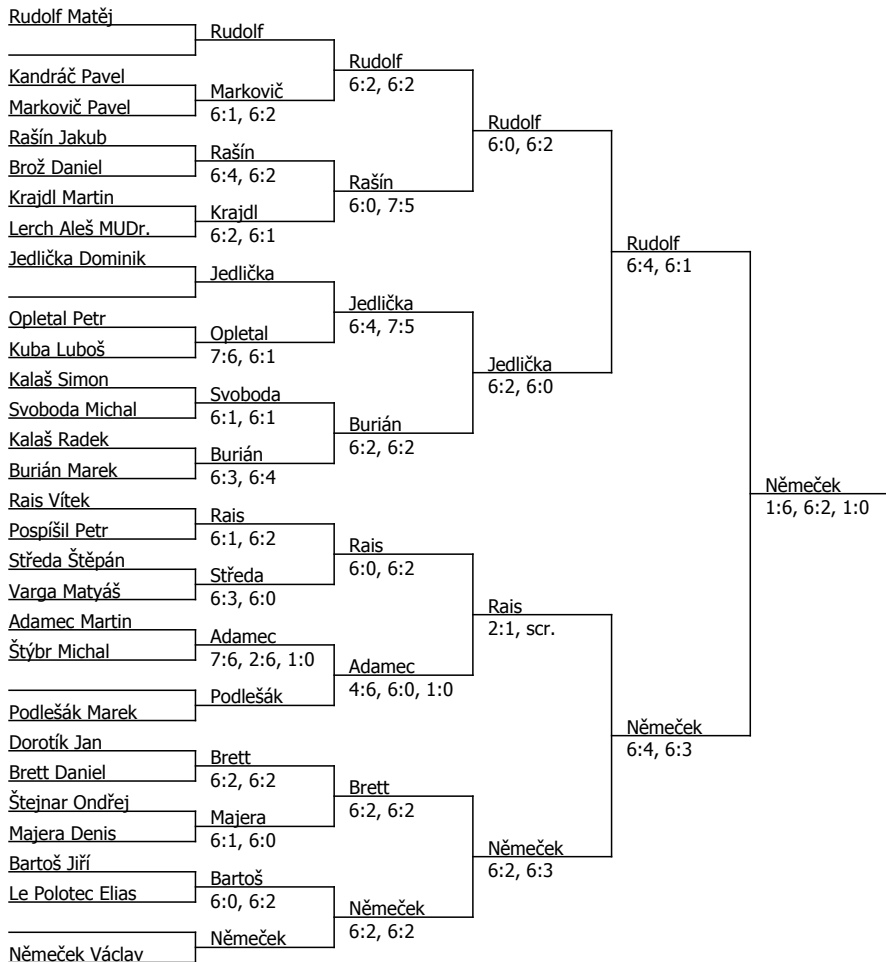 Rudolf Matěj
Rudolf
Rudolf
6:2, 6:2
Kandráč Pavel
Markovič
Markovič Pavel
6:1, 6:2
Rudolf
6:0, 6:2
Rašín Jakub
Rašín
Brož Daniel
6:4, 6:2
Rašín
6:0, 7:5
Krajdl Martin
Krajdl
Lerch Aleš MUDr.
6:2, 6:1
Rudolf
6:4, 6:1
Jedlička Dominik
Jedlička
Jedlička
6:4, 7:5
Opletal Petr
Opletal
Kuba Luboš
7:6, 6:1
Jedlička
6:2, 6:0
Kalaš Simon
Svoboda
Svoboda Michal
6:1, 6:1
Burián
6:2, 6:2
Kalaš Radek
Burián
Burián Marek
6:3, 6:4
Němeček
1:6, 6:2, 1:0
Rais Vítek
Rais
Pospíšil Petr
6:1, 6:2
Rais
6:0, 6:2
Středa Štěpán
Středa
Varga Matyáš
6:3, 6:0
Rais
2:1, scr.
Adamec Martin
Adamec
Štýbr Michal
7:6, 2:6, 1:0
Adamec
4:6, 6:0, 1:0
Podlešák
Podlešák Marek
Němeček
6:4, 6:3
Dorotík Jan
Brett
Brett Daniel
6:2, 6:2
Brett
6:2, 6:2
Štejnar Ondřej
Majera
Majera Denis
6:1, 6:0
Němeček
6:2, 6:3
Bartoš Jiří
Bartoš
Le Polotec Elias
6:0, 6:2
Němeček
6:2, 6:2
Němeček
Němeček Václav